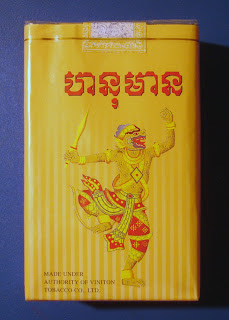 ហនុមាន
MADE UNDER
AUTHORITY OF VINITON
TOBACCO CO., LTD